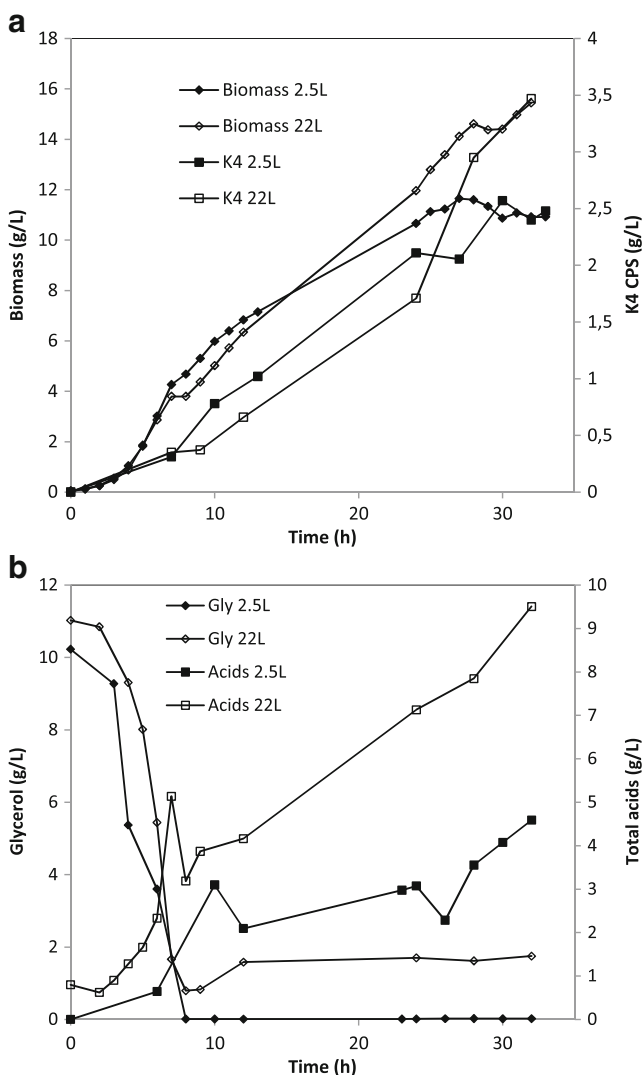 a
18
16
14
12
10
8
6
4
2
0
Biomass (g/L)
Biomass 2.5L
Biomass 22L
K4 2.5L
K4 22L
4
3,5
3
2,5
2
1,5
1
0,5
0
K4 CPS (g/L)
0 10 20 30
Time (h)
b
12
10
8
6
4
2
0
Glycerol (g/L)
Gly 2.5L
Gly 22L
Acids 2.5L
Acids 22L
10
9
8
7
6
5
4
3
2
1
0
Total acids (g/L)
0 10 20 30
Time (h)